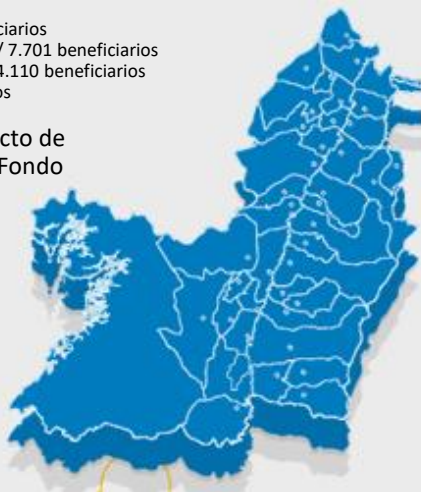 ciarios
/ 7.701 beneficiarios
4.110 beneficiarios
os
cto de
Fondo